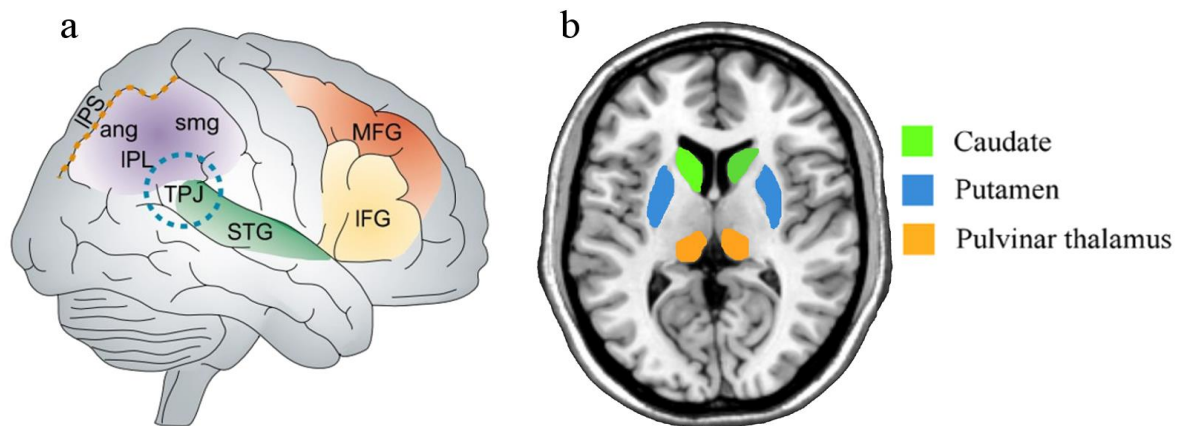 a
IPS
ang
smg
IPL
TPJ
STG
MFG
IFG
b
Caudate
Putamen
Pulvinar thalamus